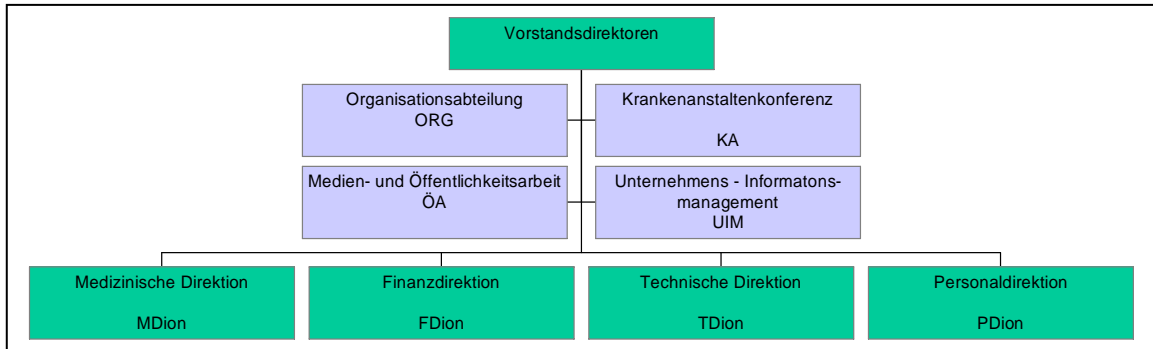 Vorstandsdirektoren
Organisationsabteilung
ORG
Krankenanstaltenkonferenz
KA
Medien- und Öffentlichkeitsarbeit
ÖA
Unternehmens - Informatons-
management
UIM
Medizinische Direktion
MDion
Finanzdirektion
FDion
Technische Direktion
TDion
Personaldirektion
PDion